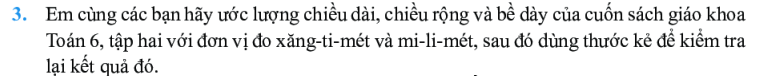 3. Em cùng các bạn hãy ước lượng chiều dài, chiều rộng và bề dày của cuốn sách giáo khoa
Toán 6, tập hai với đơn vị đo xăng-ti-mét và mi-li-mét, sau đó dùng thước kẻ để kiểm tra
lại kết quả đó.